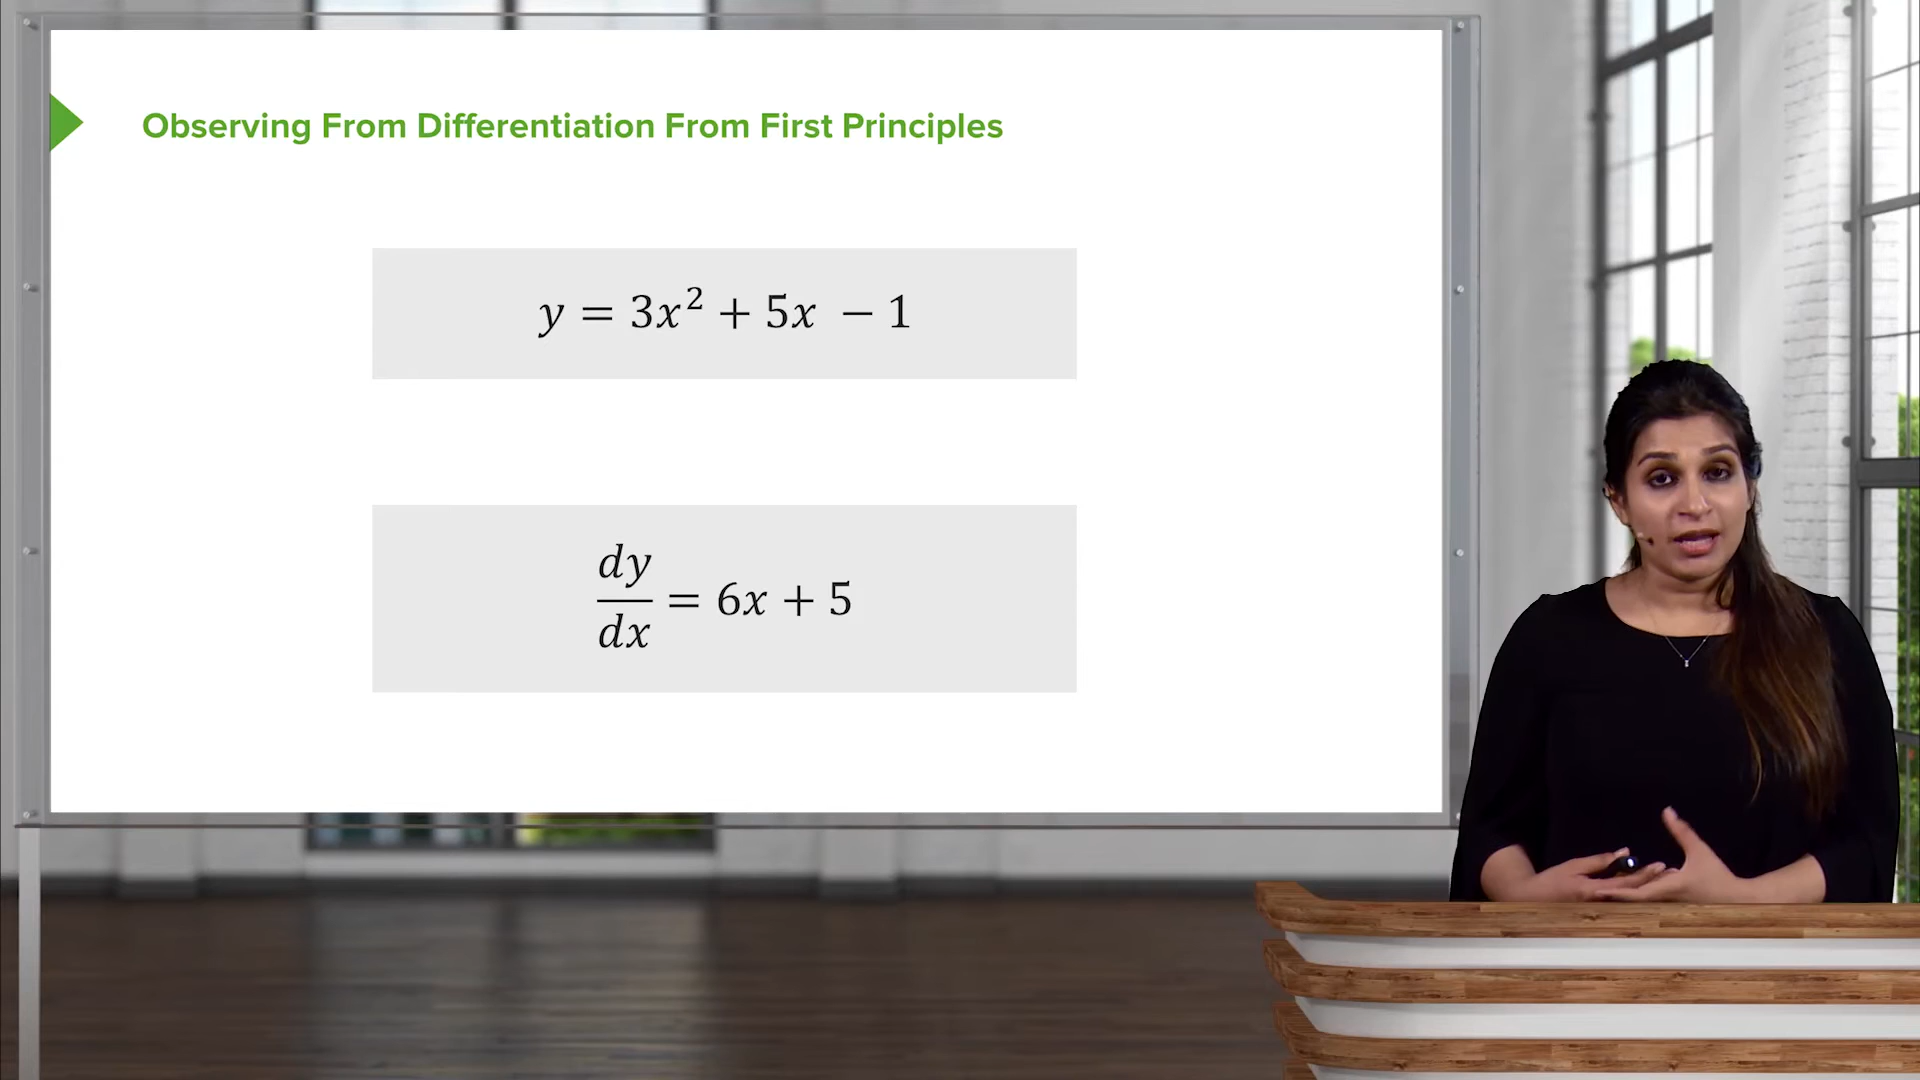 Observing From Differentiation From First Principles
y = 3x² + 5x − 1
dy/dx = 6x + 5